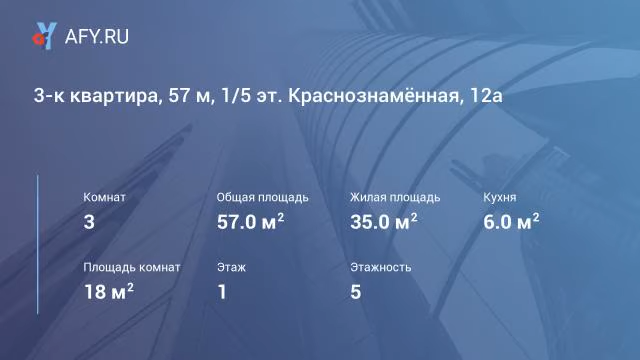 AFY.RU
3-к квартира, 57 м, 1/5 эт. Краснознамённая, 12а
Комнат Общая площадь Жилая площадь Кухня
3 57.0 м² 35.0 м² 6.0 м²
Площадь комнат Этаж Этажность
18 м² 1 5